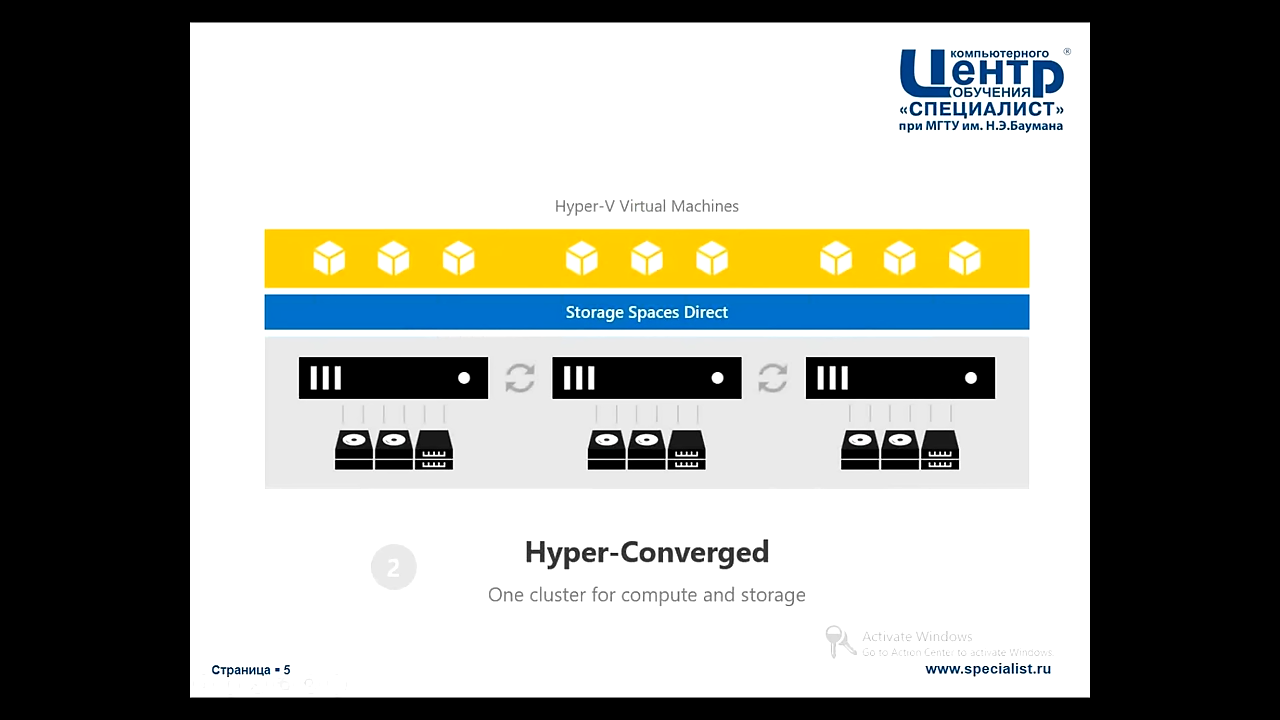 компьютерного
Центр ®
ОБУЧЕНИЯ
«СПЕЦИАЛИСТ»
при МГТУ им. Н.Э.Баумана
Hyper-V Virtual Machines
Storage Spaces Direct
2
Hyper-Converged
One cluster for compute and storage
Activate Windows
Go to Action Center to activate Windows.
Страница ▪ 5
www.specialist.ru